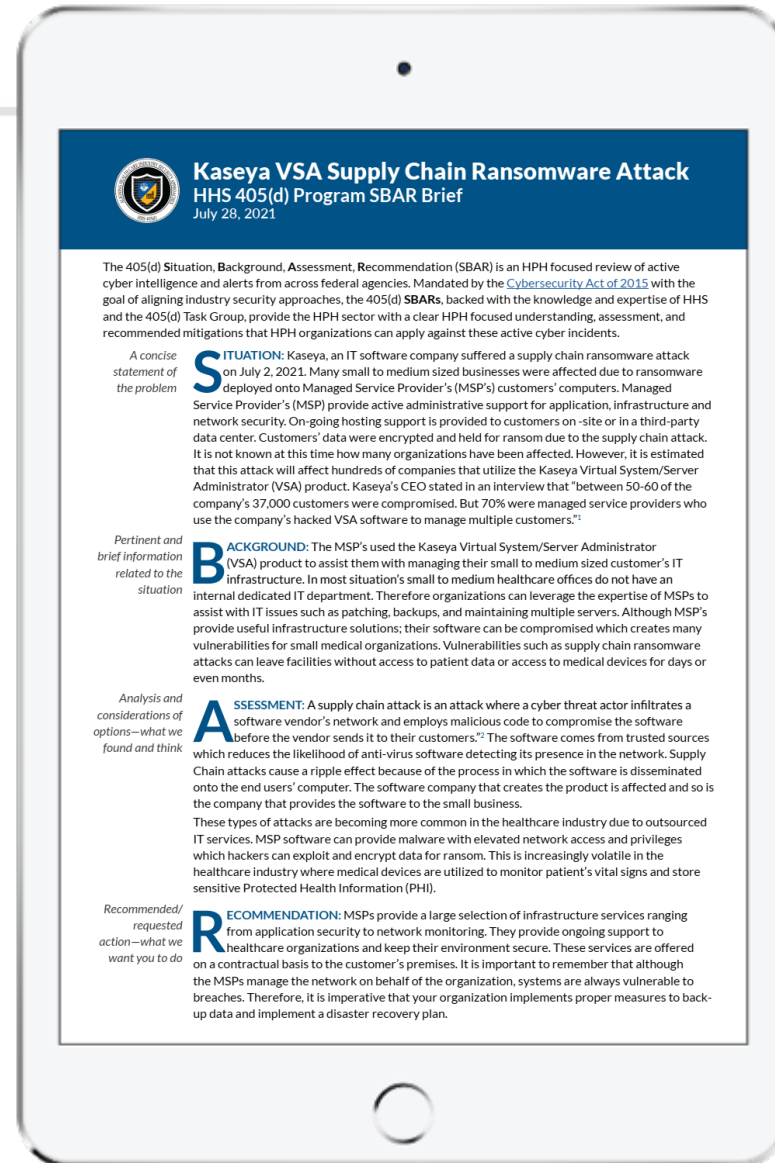 Kaseya VSA Supply Chain Ransomware Attack
HHS 405(d) Program SBAR Brief
July 28, 2021
The 405(d) Situation, Background, Assessment, Recommendation (SBAR) is an HPH focused review of active
cyber intelligence and alerts from across federal agencies. Mandated by the Cybersecurity Act of 2015 with the
goal of aligning industry security approaches, the 405(d) SBARs, backed with the knowledge and expertise of HHS
and the 405(d) Task Group, provide the HPH sector with a clear HPH focused understanding, assessment, and
recommended mitigations that HPH organizations can apply against these active cyber incidents.
A concise
statement of
the problem
SITUATION: Kaseya, an IT software company suffered a supply chain ransomware attack
on July 2, 2021. Many small to medium sized businesses were affected due to ransomware
deployed onto Managed Service Provider's (MSP's) customers' computers. Managed
Service Provider's (MSP) provide active administrative support for application, infrastructure and
network security. On-going hosting support is provided to customers on -site or in a third-party
data center. Customers' data were encrypted and held for ransom due to the supply chain attack.
It is not known at this time how many organizations have been affected. However, it is estimated
that this attack will affect hundreds of companies that utilize the Kaseya Virtual System/Server
Administrator (VSA) product. Kaseya's CEO stated in an interview that "between 50-60 of the
company's 37,000 customers were compromised. But 70% were managed service providers who
use the company's hacked VSA software to manage multiple customers."1
Pertinent and
brief information
related to the
situation
BACKGROUND: The MSP's used the Kaseya Virtual System/Server Administrator
(VSA) product to assist them with managing their small to medium sized customer's IT
infrastructure. In most situation's small to medium healthcare offices do not have an
internal dedicated IT department. Therefore organizations can leverage the expertise of MSPs to
assist with IT issues such as patching, backups, and maintaining multiple servers. Although MSP's
provide useful infrastructure solutions; their software can be compromised which creates many
vulnerabilities for small medical organizations. Vulnerabilities such as supply chain ransomware
attacks can leave facilities without access to patient data or access to medical devices for days or
even months.
Analysis and
considerations of
options—what we
found and think
ASSESSMENT: A supply chain attack is an attack where a cyber threat actor infiltrates a
software vendor's network and employs malicious code to compromise the software
before the vendor sends it to their customers."2 The software comes from trusted sources
which reduces the likelihood of anti-virus software detecting its presence in the network. Supply
Chain attacks cause a ripple effect because of the process in which the software is disseminated
onto the end users' computer. The software company that creates the product is affected and so is
the company that provides the software to the small business.
These types of attacks are becoming more common in the healthcare industry due to outsourced
IT services. MSP software can provide malware with elevated network access and privileges
which hackers can exploit and encrypt data for ransom. This is increasingly volatile in the
healthcare industry where medical devices are utilized to monitor patient's vital signs and store
sensitive Protected Health Information (PHI).
Recommended/
requested
action—what we
want you to do
RECOMMENDATION: MSPs provide a large selection of infrastructure services ranging
from application security to network monitoring. They provide ongoing support to
healthcare organizations and keep their environment secure. These services are offered
on a contractual basis to the customer's premises. It is important to remember that although
the MSPs manage the network on behalf of the organization, systems are always vulnerable to
breaches. Therefore, it is imperative that your organization implements proper measures to back-
up data and implement a disaster recovery plan.